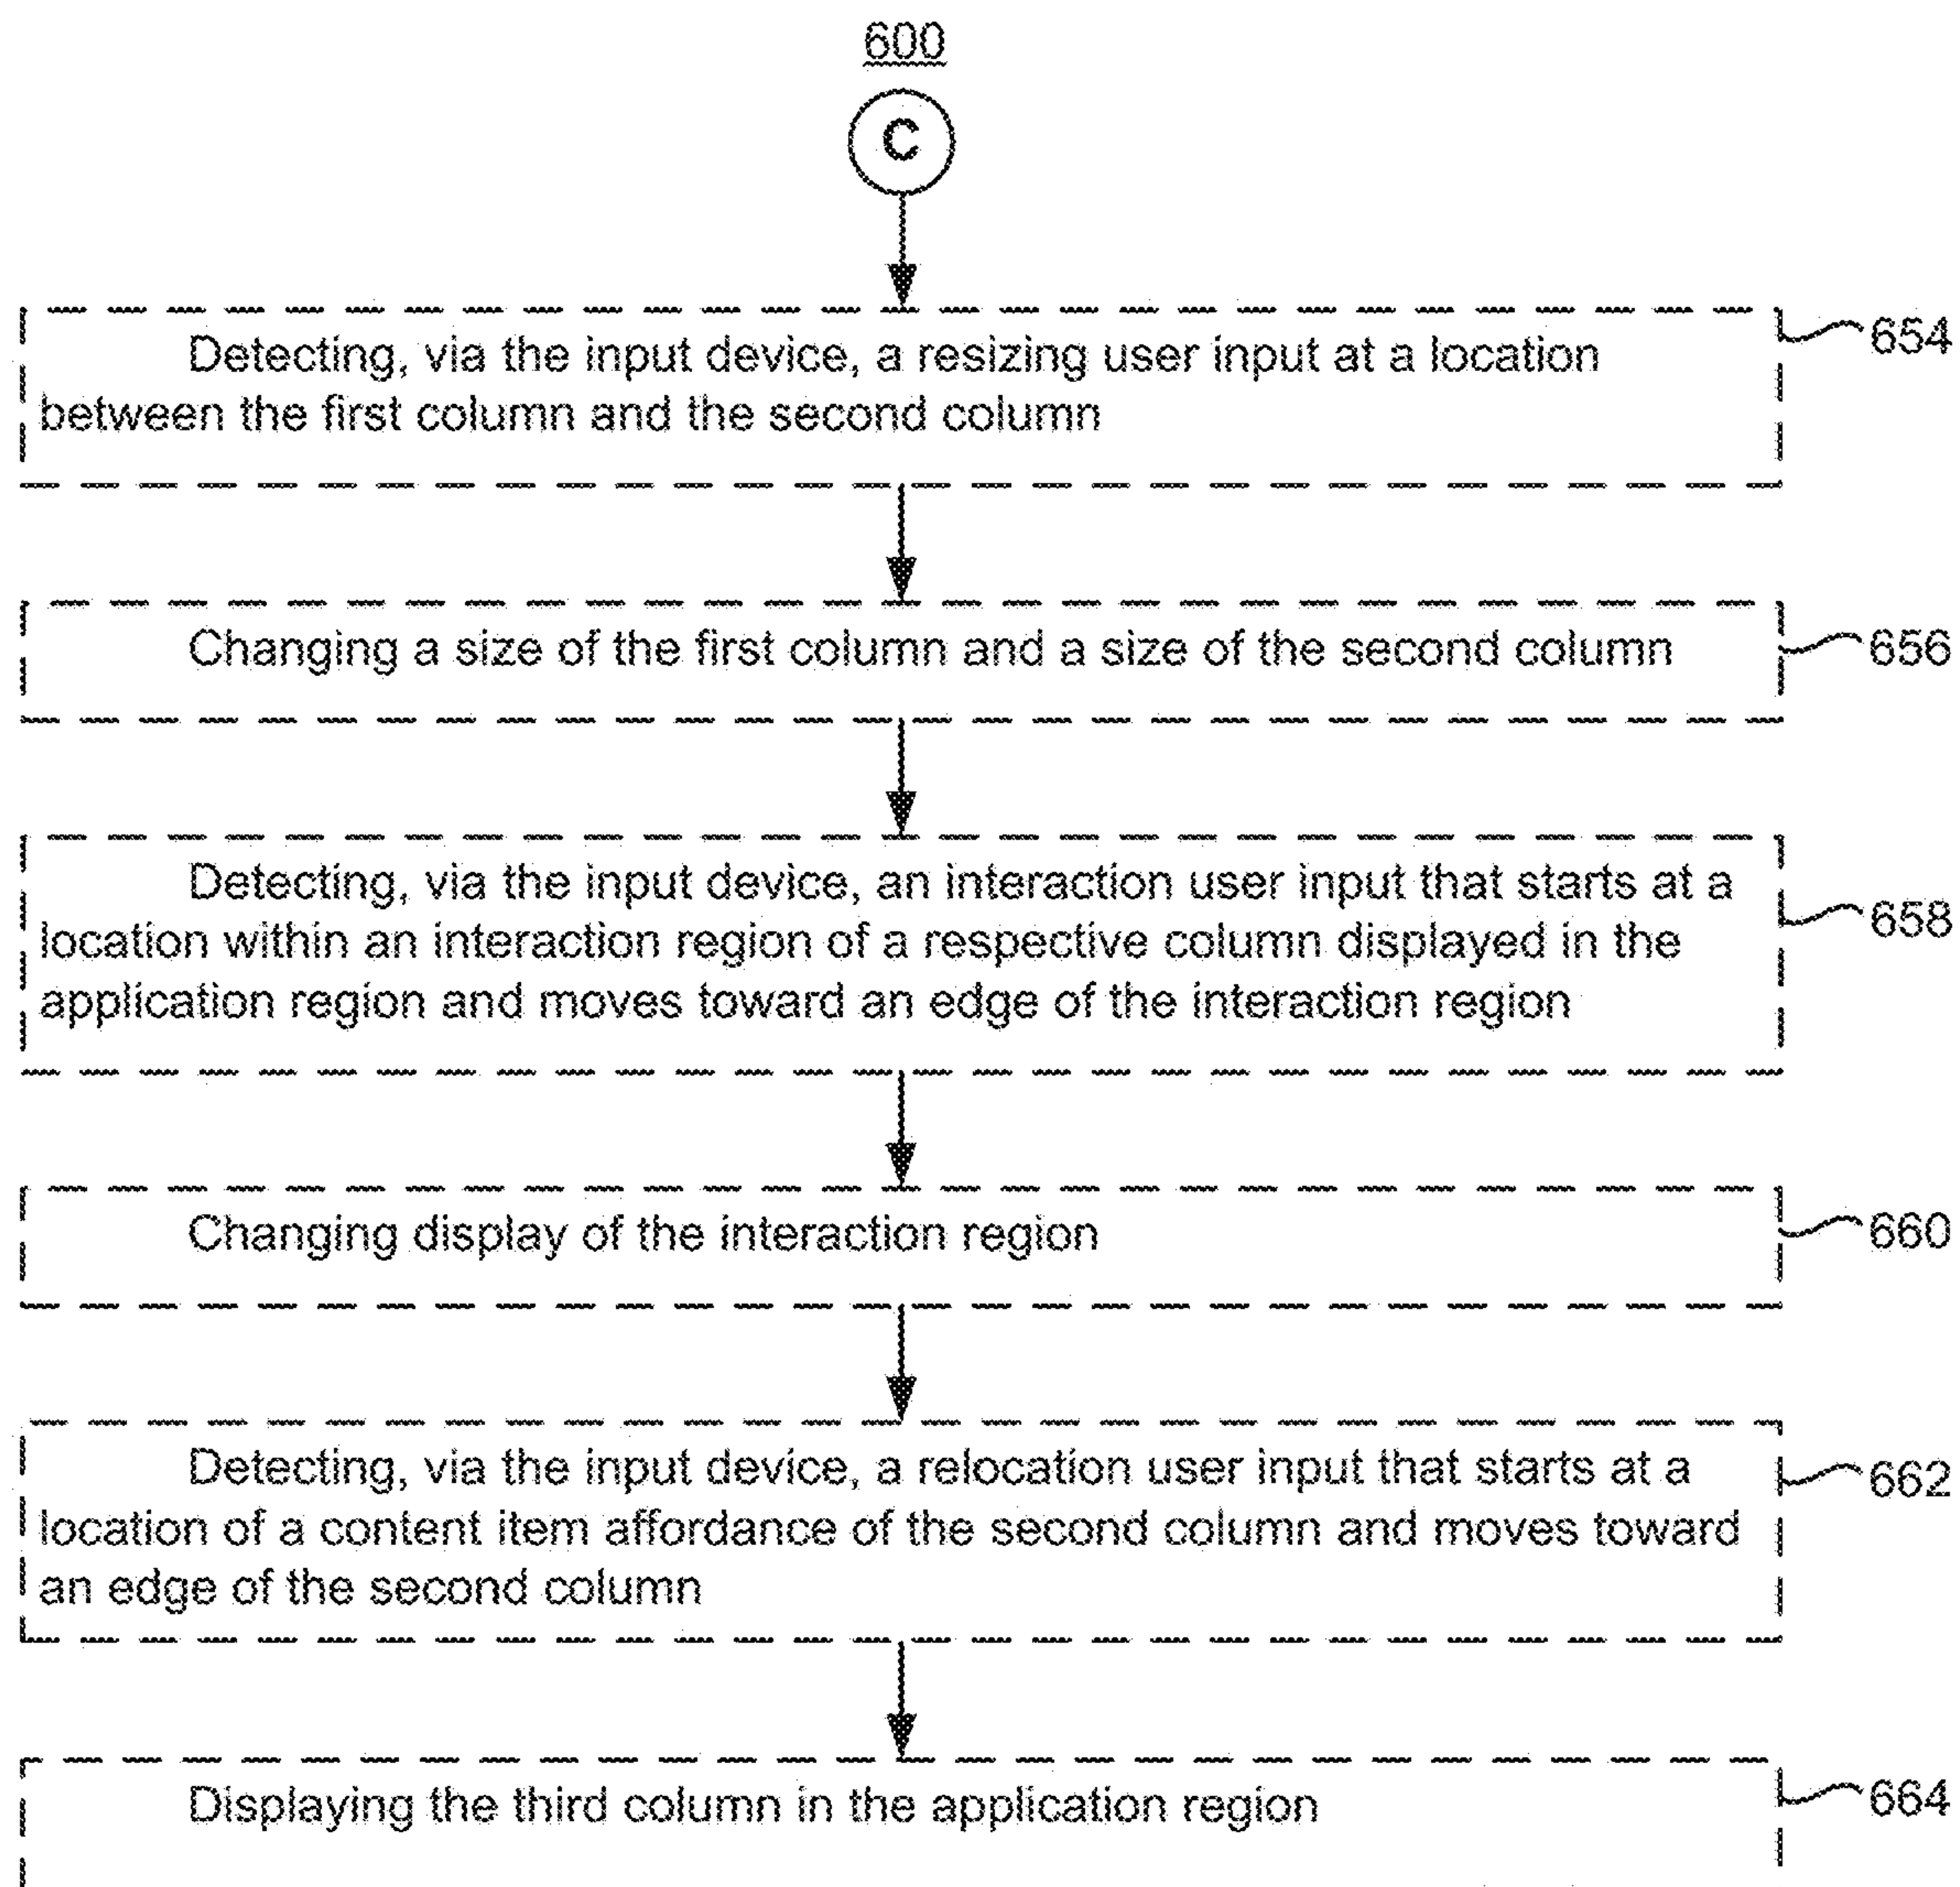 600
C
Detecting, via the input device, a resizing user input at a location
between the first column and the second column
654
Changing a size of the first column and a size of the second column
656
Detecting, via the input device, an interaction user input that starts at a
location within an interaction region of a respective column displayed in the
application region and moves toward an edge of the interaction region
658
Changing display of the interaction region
660
Detecting, via the input device, a relocation user input that starts at a
location of a content item affordance of the second column and moves toward
an edge of the second column
662
Displaying the third column in the application region
664